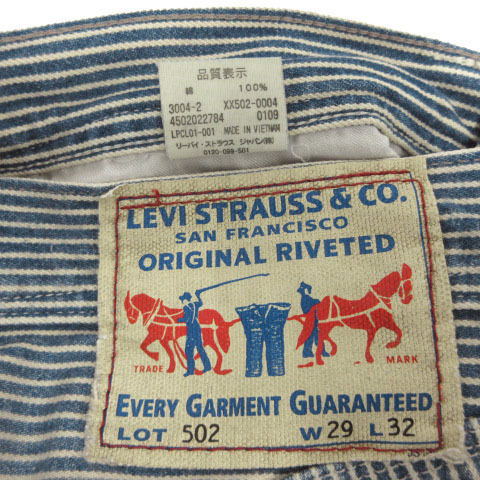 品質表示
綿 100%
3004-2 XX502-0004
4502022784 0109
LPCL01-001 MADE IN VIETNAM
リーバイ・ストラウス ジャパン(株)
0120-099-501
LEVI STRAUSS & CO.
SAN FRANCISCO
ORIGINAL RIVETED
TRADE MARK
EVERY GARMENT GUARANTEED
LOT 502 W 29 L 32